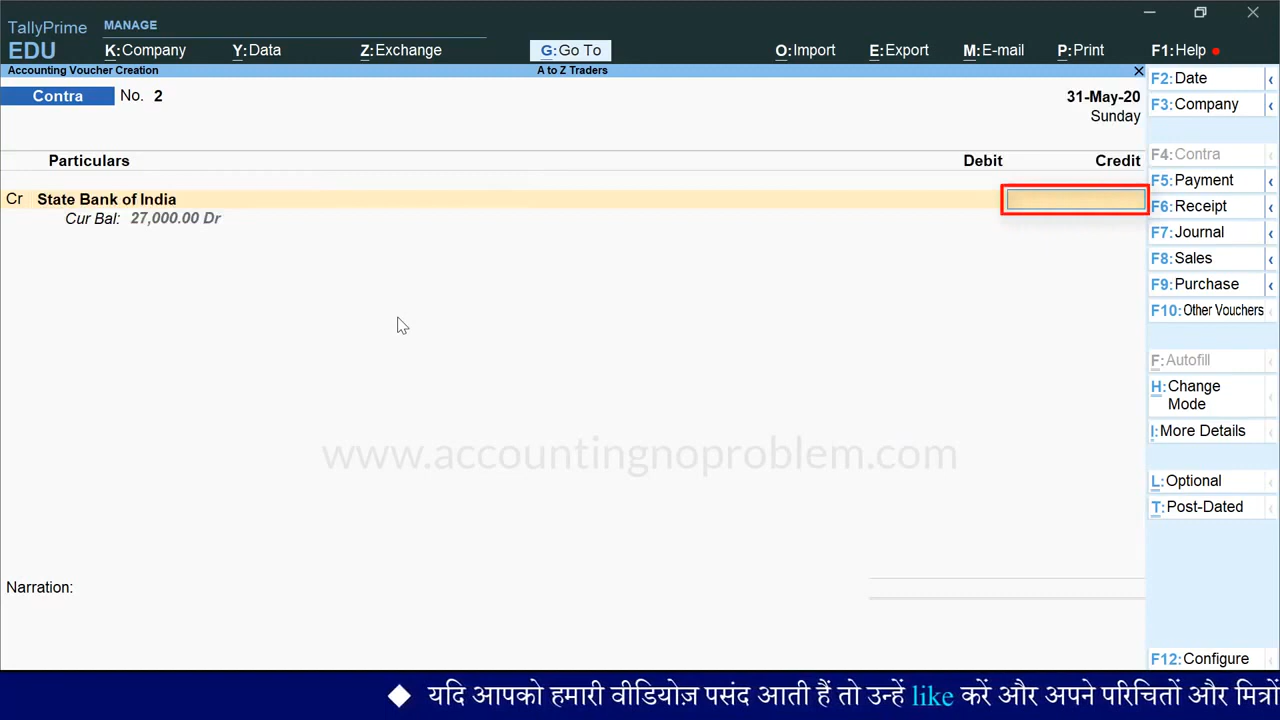 TallyPrime
EDU
MANAGE
K:Company Y:Data Z:Exchange G:Go To O:Import E:Export M:E-mail P:Print F1:Help
Accounting Voucher Creation A to Z Traders
Contra No. 2 31-May-20
Sunday
Particulars Debit Credit
Cr State Bank of India
Cur Bal: 27,000.00 Dr
www.accountingnoproblem.com
Narration:
F2:Date
F3:Company
F4:Contra
F5:Payment
F6:Receipt
F7:Journal
F8:Sales
F9:Purchase
F10:Other Vouchers
F:Autofill
H:Change
Mode
I:More Details
L:Optional
T:Post-Dated
F12:Configure
◆ यदि आपको हमारी वीडियोज़ पसंद आती हैं तो उन्हें like करें और अपने परिचितों और मित्रों